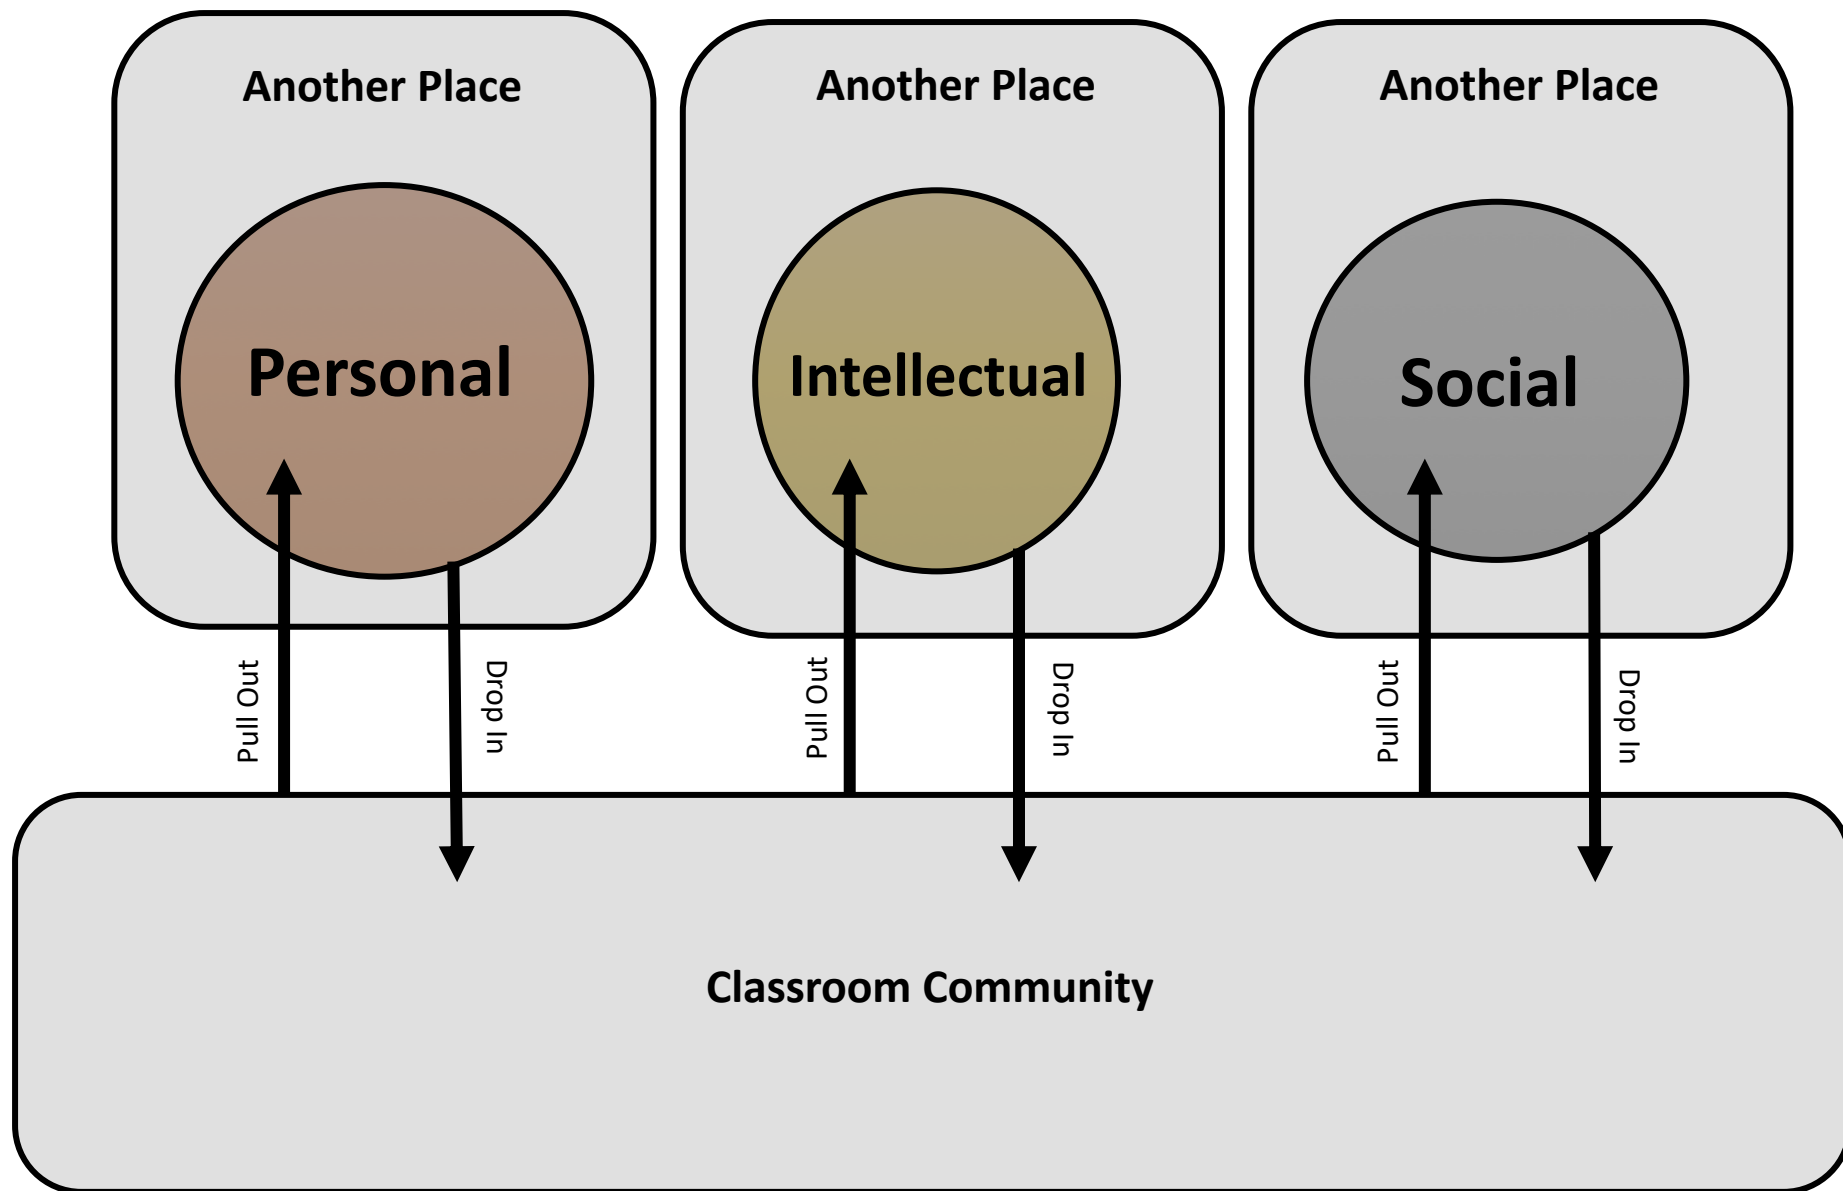 Another Place
Another Place
Another Place
Personal
Intellectual
Social
Pull Out
Drop In
Pull Out
Drop In
Pull Out
Drop In
Classroom Community